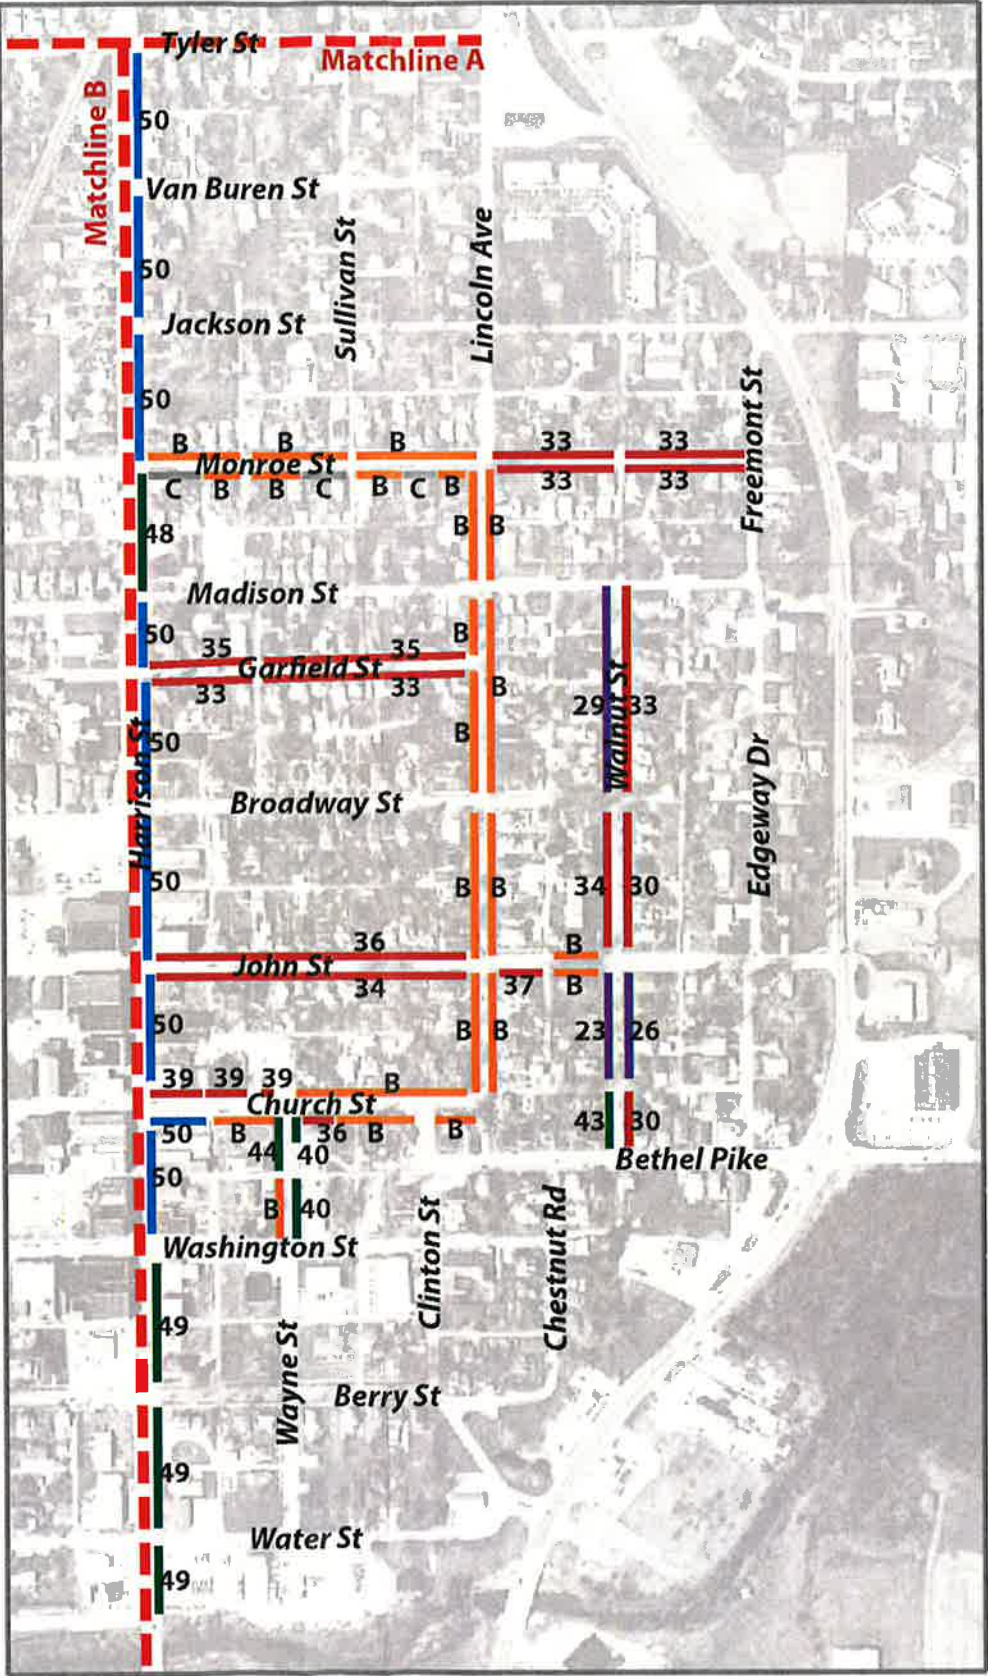 Tyler St
Matchline A
Matchline B
50
Van Buren St
50
Sullivan St
Lincoln Ave
Jackson St
50
Freemont St
B B B 33 33
Monroe St
C B B C B C B 33 33
48
B B
Madison St
50
B
35 35
Garfield St
33 33
B
29 33
Walnut St
50
B
Harrison St
Broadway St
Edgeway Dr
50
B B
34 30
36
B
John St
34
37 B
50
B B
23 26
39 39 39
B
Church St
50 B 36 B B
43 30
44 40
Bethel Pike
50
B 40
Washington St
Clinton St
Chestnut Rd
49
Wayne St
Berry St
49
Water St
49